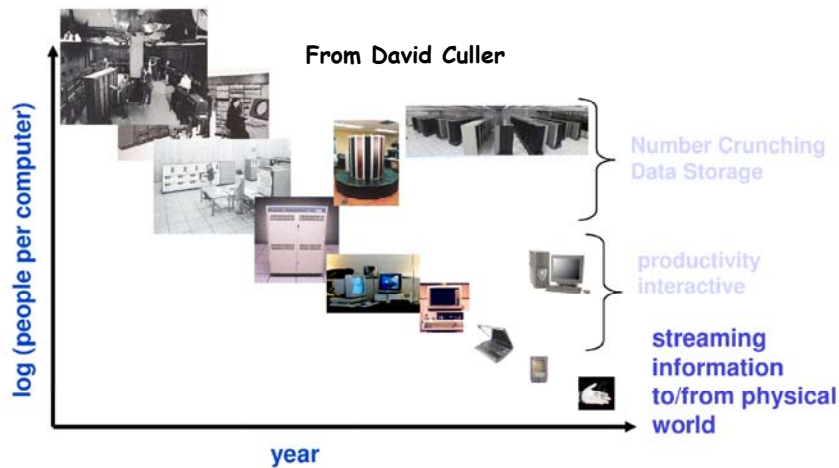 From David Culler
log (people per computer)
Number Crunching
Data Storage
productivity
interactive
streaming
information
to/from physical
world
year